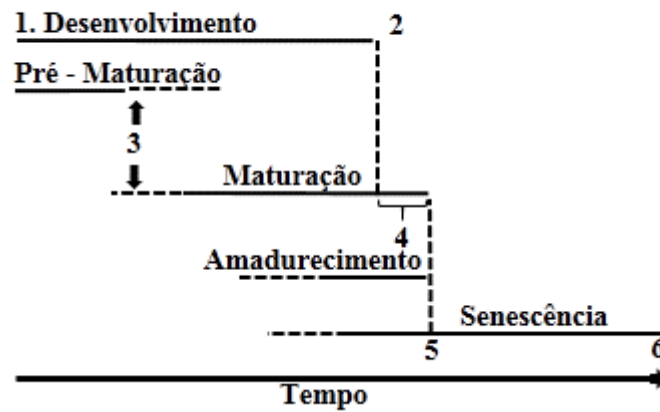 1. Desenvolvimento 2
Pré - Maturação
3
Maturação
4
Amadurecimento
Senescência
5 6
Tempo